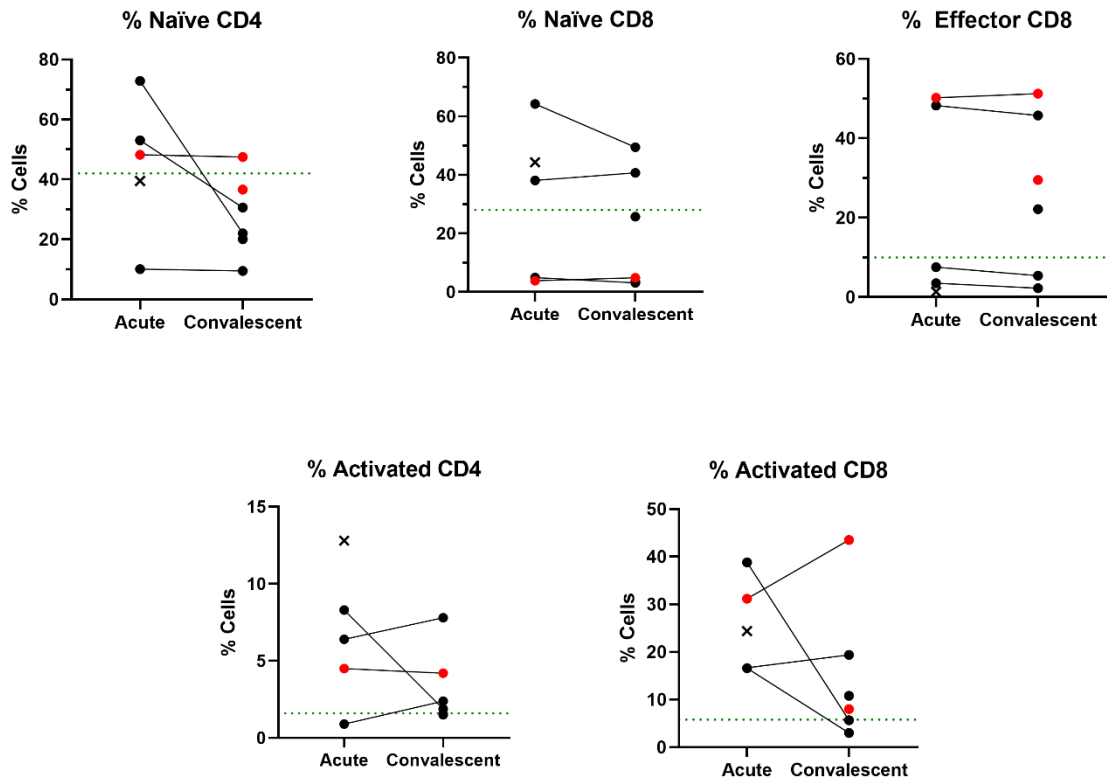 % Naïve CD4
% Naïve CD8
% Effector CD8
80
60
40
20
0
% Cells
Acute Convalescent
80
60
40
20
0
% Cells
Acute Convalescent
60
40
20
0
% Cells
Acute Convalescent
% Activated CD4
% Activated CD8
15
10
5
0
% Cells
Acute Convalescent
50
40
30
20
10
0
% Cells
Acute Convalescent